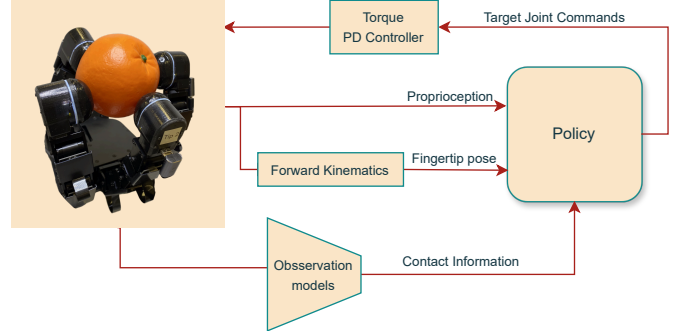 Torque
PD Controller
Target Joint Commands
Proprioception
Policy
Forward Kinematics
Fingertip pose
Obsservation
models
Contact Information